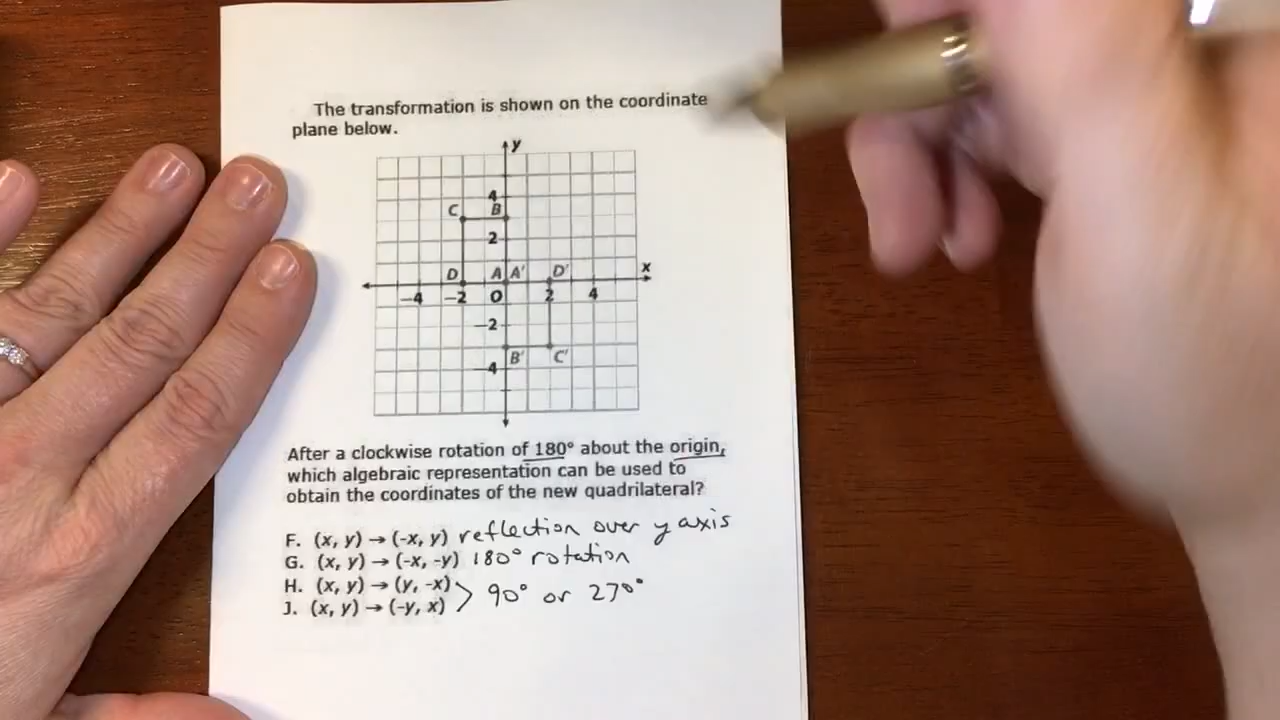 The transformation is shown on the coordinate
plane below.
y
4
C B
2
D A A' D' x
−4 −2 O 2 4
−2
B' C'
−4
After a clockwise rotation of 180° about the origin,
which algebraic representation can be used to
obtain the coordinates of the new quadrilateral?
F. (x, y) → (-x, y) reflection over y axis
G. (x, y) → (-x, -y) 180° rotation
H. (x, y) → (y, -x)
J. (x, y) → (-y, x) > 90° or 270°